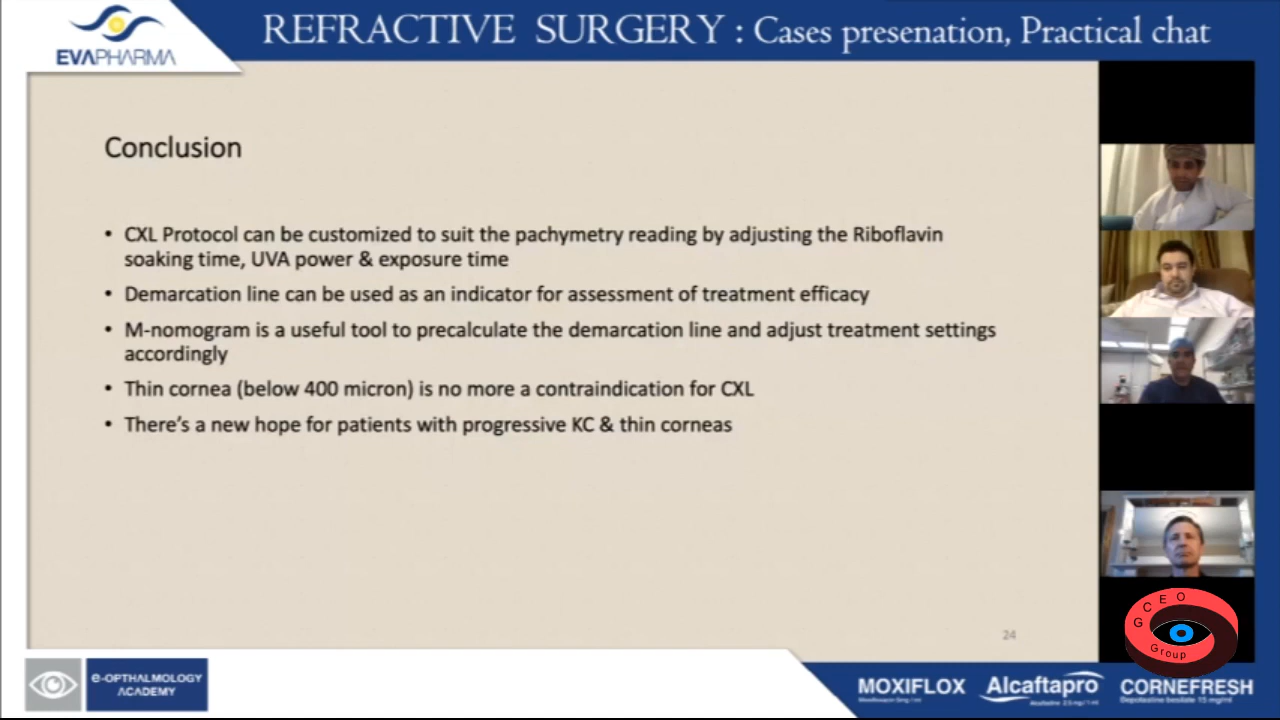 EVAPHARMA
REFRACTIVE SURGERY : Cases presenation, Practical chat
Conclusion
• CXL Protocol can be customized to suit the pachymetry reading by adjusting the Riboflavin
soaking time, UVA power & exposure time
• Demarcation line can be used as an indicator for assessment of treatment efficacy
• M-nomogram is a useful tool to precalculate the demarcation line and adjust treatment settings
accordingly
• Thin cornea (below 400 micron) is no more a contraindication for CXL
• There's a new hope for patients with progressive KC & thin corneas
24
GCEO
Group
e-OPTHALMOLOGY
ACADEMY
MOXIFLOX
Alcaftapro
CORNEFRESH